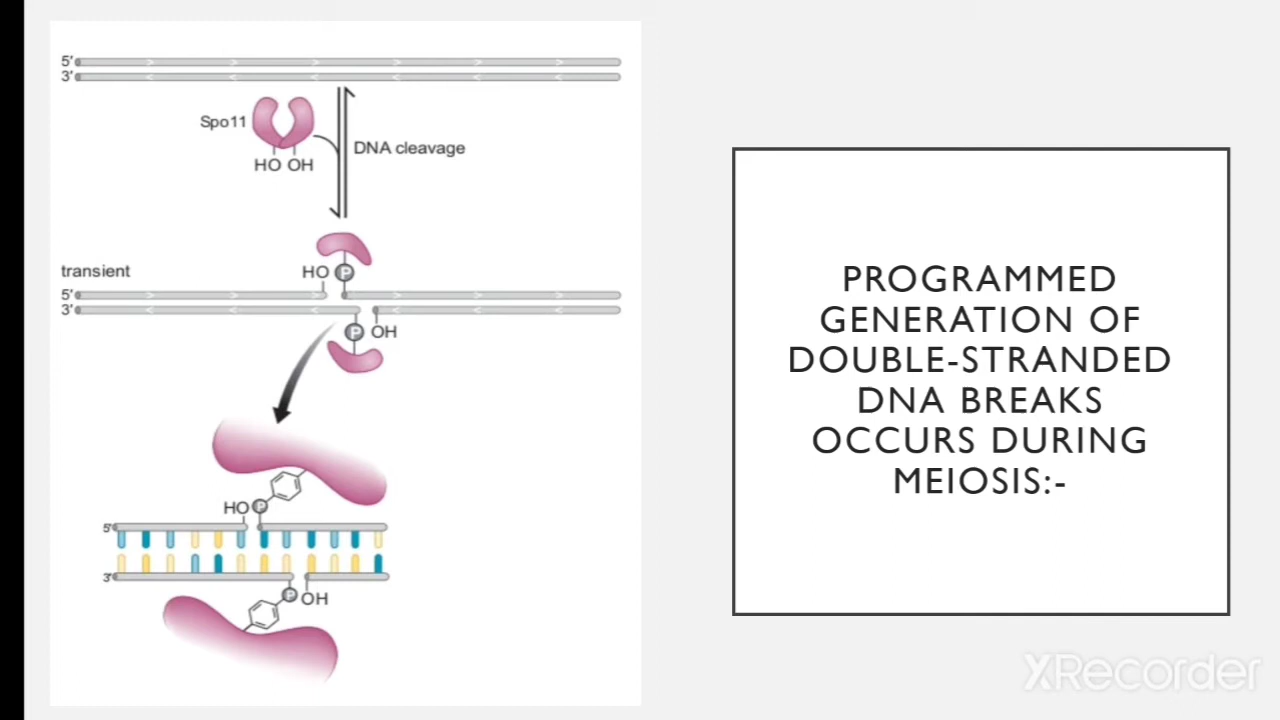 5'
3'
Spo11
HO OH
DNA cleavage
transient
HO P
5'
3'
P OH
HO P
5'
3'
P OH
PROGRAMMED
GENERATION OF
DOUBLE-STRANDED
DNA BREAKS
OCCURS DURING
MEIOSIS:-
XRecorder